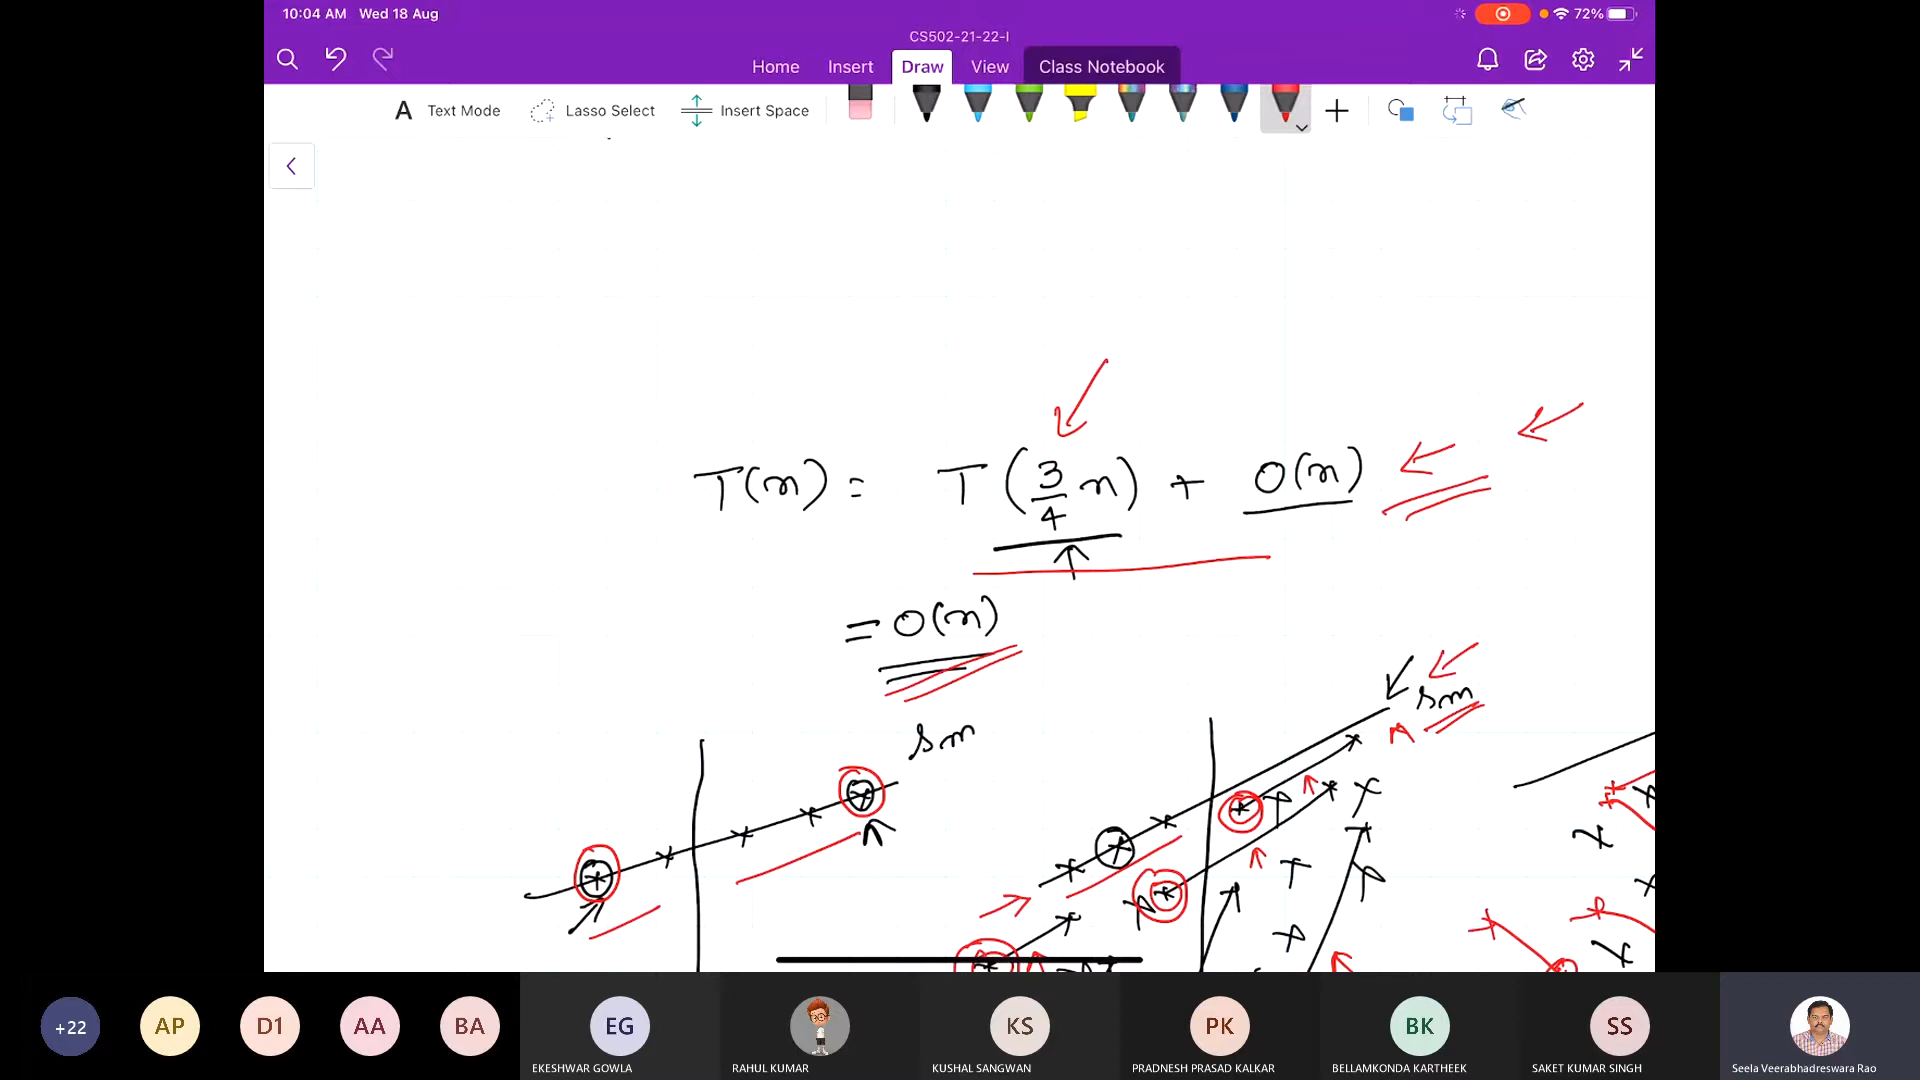 10:04 AM Wed 18 Aug
72%
CS502-21-22-I
Home Insert Draw View Class Notebook
A Text Mode Lasso Select Insert Space
T(n) = T(3/4 n) + O(n)
= O(n)
sm
sm
+22 AP D1 AA BA EG KS PK BK SS
EKESHWAR GOWLA RAHUL KUMAR KUSHAL SANGWAN PRADNESH PRASAD KALKAR BELLAMKONDA KARTHEEK SAKET KUMAR SINGH Seela Veerabhadreswara Rao